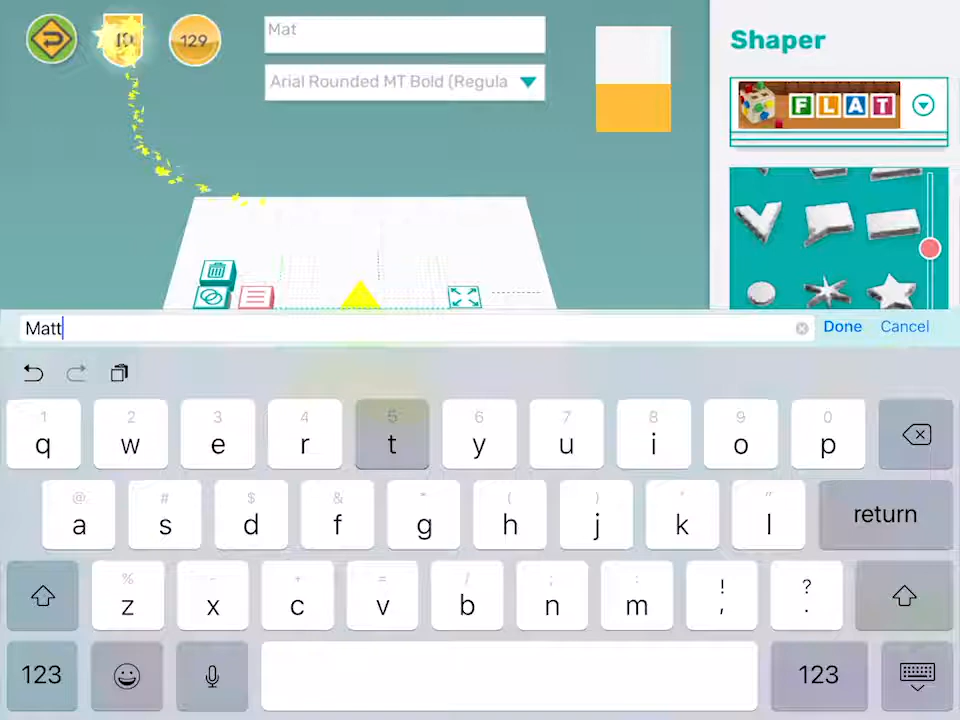 129
Mat
Arial Rounded MT Bold (Regula
Shaper
FLAT
Matt
Done
Cancel
1 2 3 4 5 6 7 8 9 0
q w e r t y u i o p
@ # $ & * ( ) ' "
a s d f g h j k l
return
% - + = / ; : ! ?
z x c v b n m , .
123
123